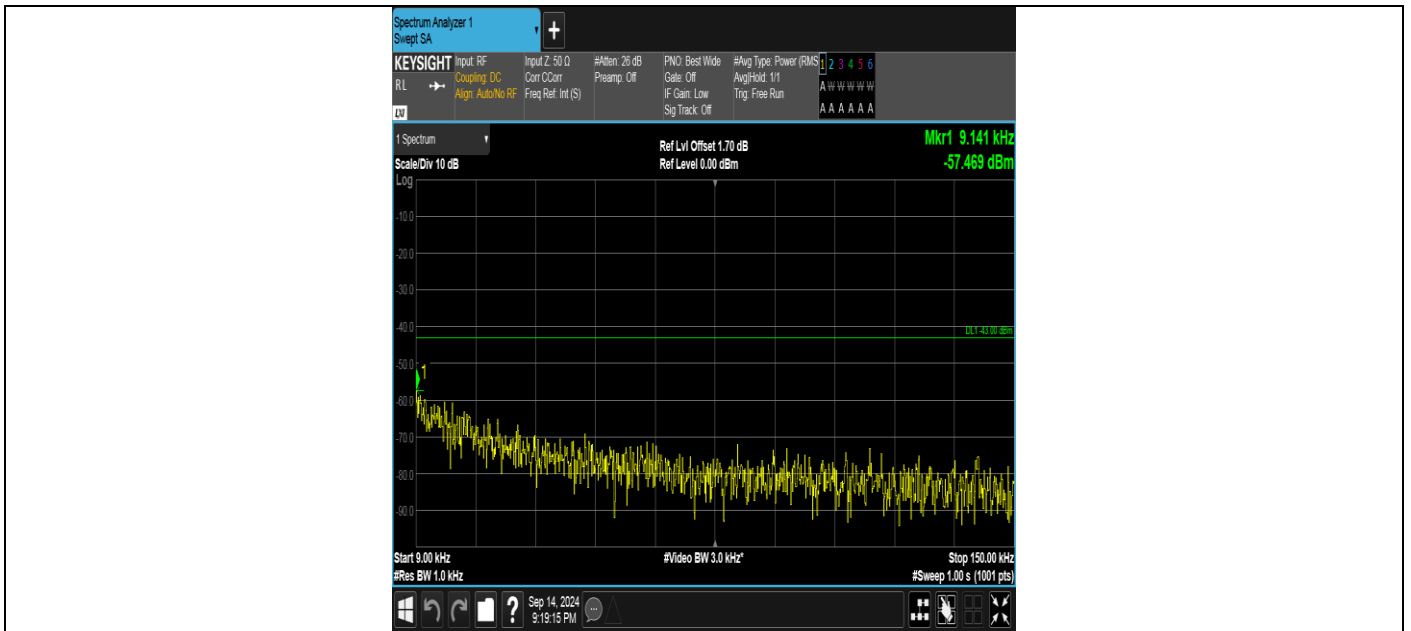 Spectrum Analyzer 1
Swept SA
+
KEYSIGHT
RL
LXI
Input: RF
Coupling: DC
Align: Auto/No RF
Input Z: 50 Ω
Corr CCorr
Freq Ref: Int (S)
#Atten: 26 dB
Preamp: Off
PNO: Best Wide
Gate: Off
IF Gain: Low
Sig Track: Off
#Avg Type: Power (RMS
Avg|Hold: 1/1
Trig: Free Run
1 2 3 4 5 6
A W W W W W
A A A A A A
1 Spectrum
Scale/Div 10 dB
Log
Ref Lvl Offset 1.70 dB
Ref Level 0.00 dBm
Mkr1 9.141 kHz
-57.469 dBm
-10.0
-20.0
-30.0
-40.0
DL1 -43.00 dBm
-50.0
1
-60.0
-70.0
-80.0
-90.0
Start 9.00 kHz
#Res BW 1.0 kHz
#Video BW 3.0 kHz*
Stop 150.00 kHz
#Sweep 1.00 s (1001 pts)
?
Sep 14, 2024
9:19:15 PM